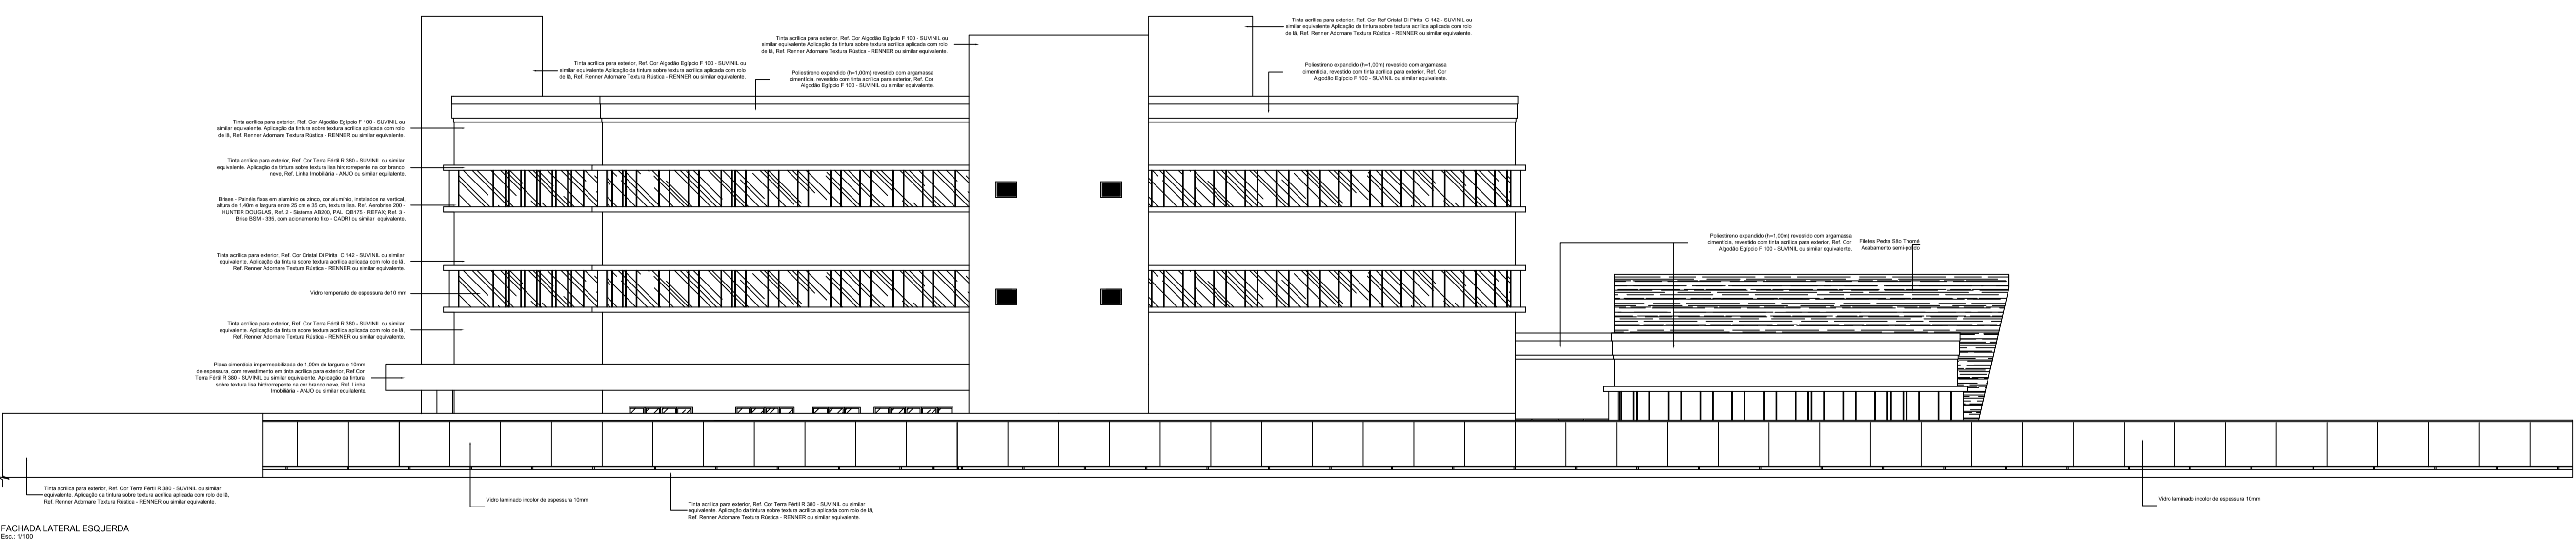 Tinta acrílica para exterior, Ref. Cor Ref Cristal Di Pirita  C 142 - SUVINIL ou
similar equivalente Aplicação da tintura sobre textura acrílica aplicada com rolo
de lã, Ref. Renner Adornare Textura Rústica - RENNER ou similar equivalente.
Tinta acrílica para exterior, Ref. Cor Algodão Egípcio F 100 - SUVINIL ou
similar equivalente Aplicação da tintura sobre textura acrílica aplicada com rolo
de lã, Ref. Renner Adornare Textura Rústica - RENNER ou similar equivalente.
Tinta acrílica para exterior, Ref. Cor Algodão Egípcio F 100 - SUVINIL ou
similar equivalente Aplicação da tintura sobre textura acrílica aplicada com rolo
de lã, Ref. Renner Adornare Textura Rústica - RENNER ou similar equivalente.
Poliestireno expandido (h=1,00m) revestido com argamassa
cimentícia, revestido com tinta acrílica para exterior, Ref. Cor
Algodão Egípcio F 100 - SUVINIL ou similar equivalente.
Poliestireno expandido (h=1,00m) revestido com argamassa
cimentícia, revestido com tinta acrílica para exterior, Ref. Cor
Algodão Egípcio F 100 - SUVINIL ou similar equivalente.
Tinta acrílica para exterior, Ref. Cor Algodão Egípcio F 100 - SUVINIL ou
similar equivalente. Aplicação da tintura sobre textura acrílica aplicada com rolo
de lã, Ref. Renner Adornare Textura Rústica - RENNER ou similar equivalente.
Tinta acrílica para exterior, Ref. Cor Terra Fértil R 380 - SUVINIL ou similar
equivalente. Aplicação da tintura sobre textura lisa hirdrorrepente na cor branco
neve, Ref. Linha Imobiliária - ANJO ou similar equilalente.
Brises - Painéis fixos em alumínio ou zinco, cor alumínio, instalados na vertical,
altura de 1,40m e largura entre 25 cm e 35 cm, textura lisa. Ref. Aerobrise 200 -
HUNTER DOUGLAS, Ref. 2 - Sistema AB200, PAL  QB175 - REFAX; Ref. 3 -
Brise BSM - 335, com acionamento fixo - CADRI ou similar  equivalente.
Poliestireno expandido (h=1,00m) revestido com argamassa
cimentícia, revestido com tinta acrílica para exterior, Ref. Cor
Algodão Egípcio F 100 - SUVINIL ou similar equivalente.
Filetes Pedra São Thomé
Acabamento semi-polido
Tinta acrílica para exterior, Ref. Cor Cristal Di Pirita  C 142 - SUVINIL ou similar
equivalente. Aplicação da tintura sobre textura acrílica aplicada com rolo de lã,
Ref. Renner Adornare Textura Rústica - RENNER ou similar equivalente.
Vidro temperado de espessura de10 mm
Tinta acrílica para exterior, Ref. Cor Terra Fértil R 380 - SUVINIL ou similar
equivalente. Aplicação da tintura sobre textura acrílica aplicada com rolo de lã,
Ref. Renner Adornare Textura Rústica - RENNER ou similar equivalente.
Placa cimentícia impermeabilizada de 1,00m de largura e 10mm
de espessura, com revestimento em tinta acrílica para exterior, Ref Cor
Terra Fértil R 380 - SUVINIL ou similar equivalente. Aplicação da tintura
sobre textura lisa hirdrorrepente na cor branco neve, Ref. Linha
Imobiliária - ANJO ou similar equilalente.
Tinta acrílica para exterior, Ref. Cor Terra Fértil R 380 - SUVINIL ou similar
equivalente. Aplicação da tintura sobre textura acrílica aplicada com rolo de lã,
Ref. Renner Adornare Textura Rústica - RENNER ou similar equivalente.
Vidro laminado incolor de espessura 10mm
Tinta acrílica para exterior, Ref. Cor Terra Fértil R 380 - SUVINIL ou similar
equivalente. Aplicação da tintura sobre textura acrílica aplicada com rolo de lã,
Ref. Renner Adornare Textura Rústica - RENNER ou similar equivalente.
Vidro laminado incolor de espessura 10mm
FACHADA LATERAL ESQUERDA
Esc.: 1/100